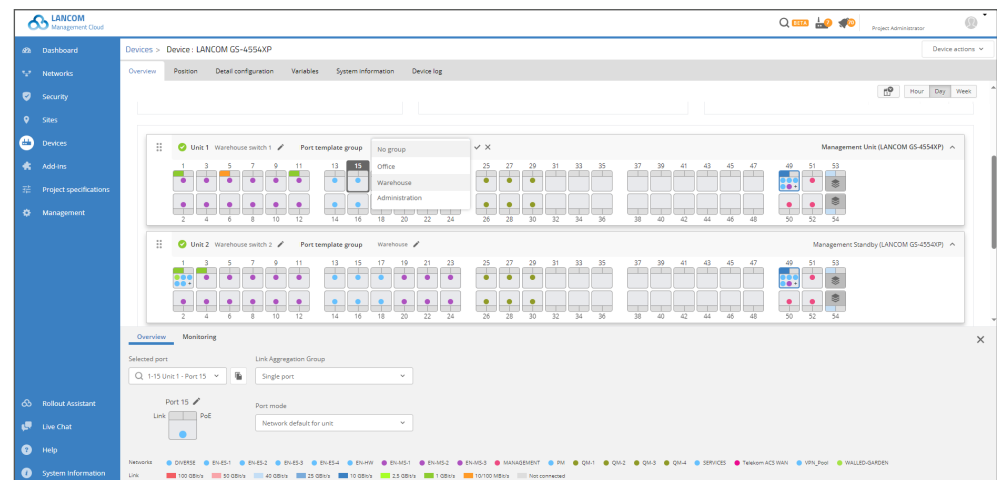 LANCOM
Management Cloud
BETA
Project Administrator
Dashboard
Networks
Security
Sites
Devices
Add-ins
Project specifications
Management
Rollout Assistant
Live Chat
Help
System Information
Devices > Device : LANCOM GS-4554XP
Device actions
Overview Position Detail configuration Variables System information Device log
Hour Day Week
Unit 1 Warehouse switch 1 Port template group Management Unit (LANCOM GS-4554XP)
No group
Office
Warehouse
Administration
1 3 5 7 9 11 13 15 25 27 29 31 33 35 37 39 41 43 45 47 49 51 53
2 4 6 8 10 12 14 16 18 20 22 24 26 28 30 32 34 36 38 40 42 44 46 48 50 52 54
Unit 2 Warehouse switch 2 Port template group Warehouse Management Standby (LANCOM GS-4554XP)
1 3 5 7 9 11 13 15 17 19 21 23 25 27 29 31 33 35 37 39 41 43 45 47 49 51 53
2 4 6 8 10 12 14 16 18 20 22 24 26 28 30 32 34 36 38 40 42 44 46 48 50 52 54
Overview Monitoring
Selected port Link Aggregation Group
1-15 Unit 1 - Port 15 Single port
Port 15 Port mode
Link PoE
Network default for unit
Networks DIVERSE EN-ES-1 EN-ES-2 EN-ES-3 EN-ES-4 EN-HW EN-MS-1 EN-MS-2 EN-MS-3 MANAGEMENT PM QM-1 QM-2 QM-3 QM-4 SERVICES Telekom ACS WAN VPN_Pool WALLED-GARDEN
Link 100 GBit/s 50 GBit/s 40 GBit/s 25 GBit/s 10 GBit/s 2.5 GBit/s 1 GBit/s 10/100 MBit/s Not connected